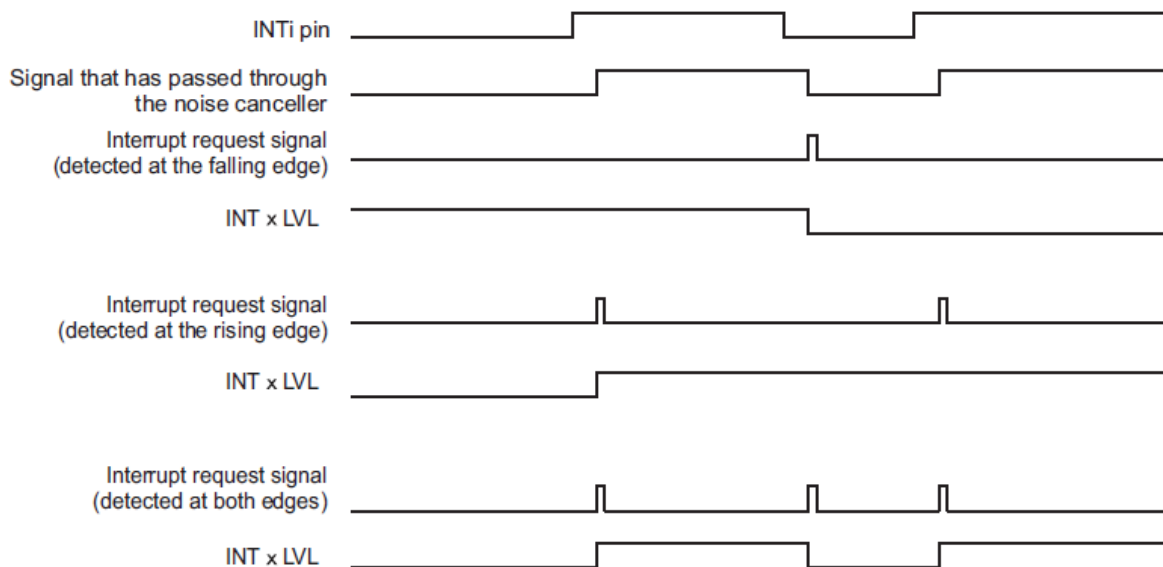 INTi pin
Signal that has passed through
the noise canceller
Interrupt request signal
(detected at the falling edge)
INT x LVL
Interrupt request signal
(detected at the rising edge)
INT x LVL
Interrupt request signal
(detected at both edges)
INT x LVL